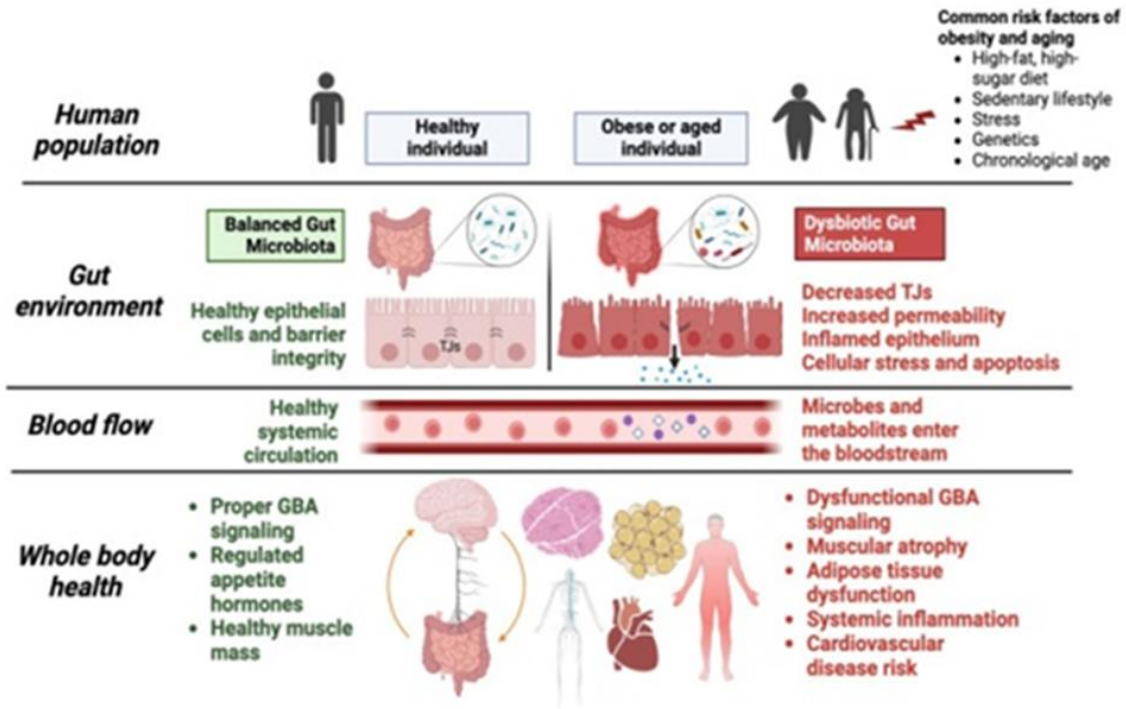 Common risk factors of
obesity and aging
• High-fat, high-
sugar diet
• Sedentary lifestyle
• Stress
• Genetics
• Chronological age
Human
population
Healthy
individual
Obese or aged
individual
Gut
environment
Balanced Gut
Microbiota
Healthy epithelial
cells and barrier
integrity
TJs
Dysbiotic Gut
Microbiota
Decreased TJs
Increased permeability
Inflamed epithelium
Cellular stress and apoptosis
Blood flow
Healthy
systemic
circulation
Microbes and
metabolites enter
the bloodstream
Whole body
health
• Proper GBA
signaling
• Regulated
appetite
hormones
• Healthy muscle
mass
• Dysfunctional GBA
signaling
• Muscular atrophy
• Adipose tissue
dysfunction
• Systemic inflammation
• Cardiovascular
disease risk